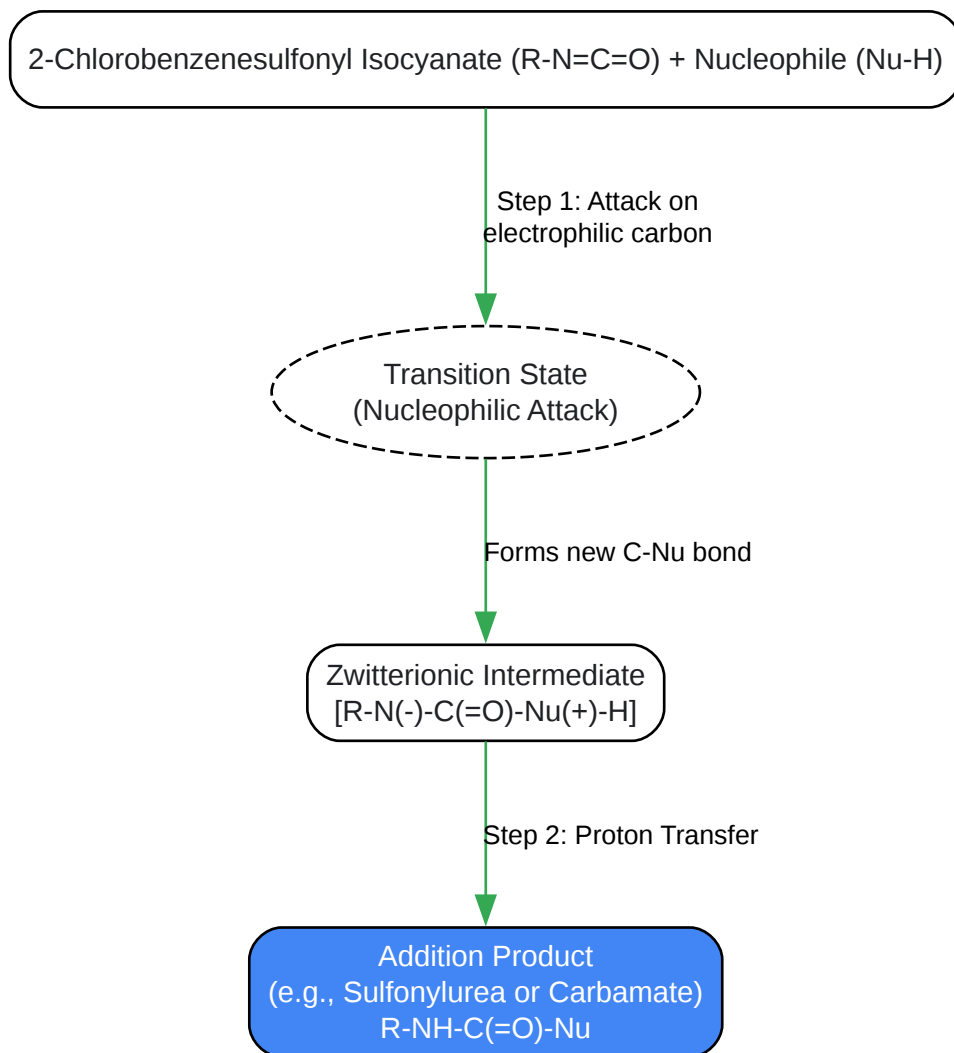 2-Chlorobenzenesulfonyl Isocyanate (R-N=C=O) + Nucleophile (Nu-H)
Step 1: Attack on
electrophilic carbon
Transition State
(Nucleophilic Attack)
Forms new C-Nu bond
Zwitterionic Intermediate
[R-N(-)-C(=O)-Nu(+)-H]
Step 2: Proton Transfer
Addition Product
(e.g., Sulfonylurea or Carbamate)
R-NH-C(=O)-Nu